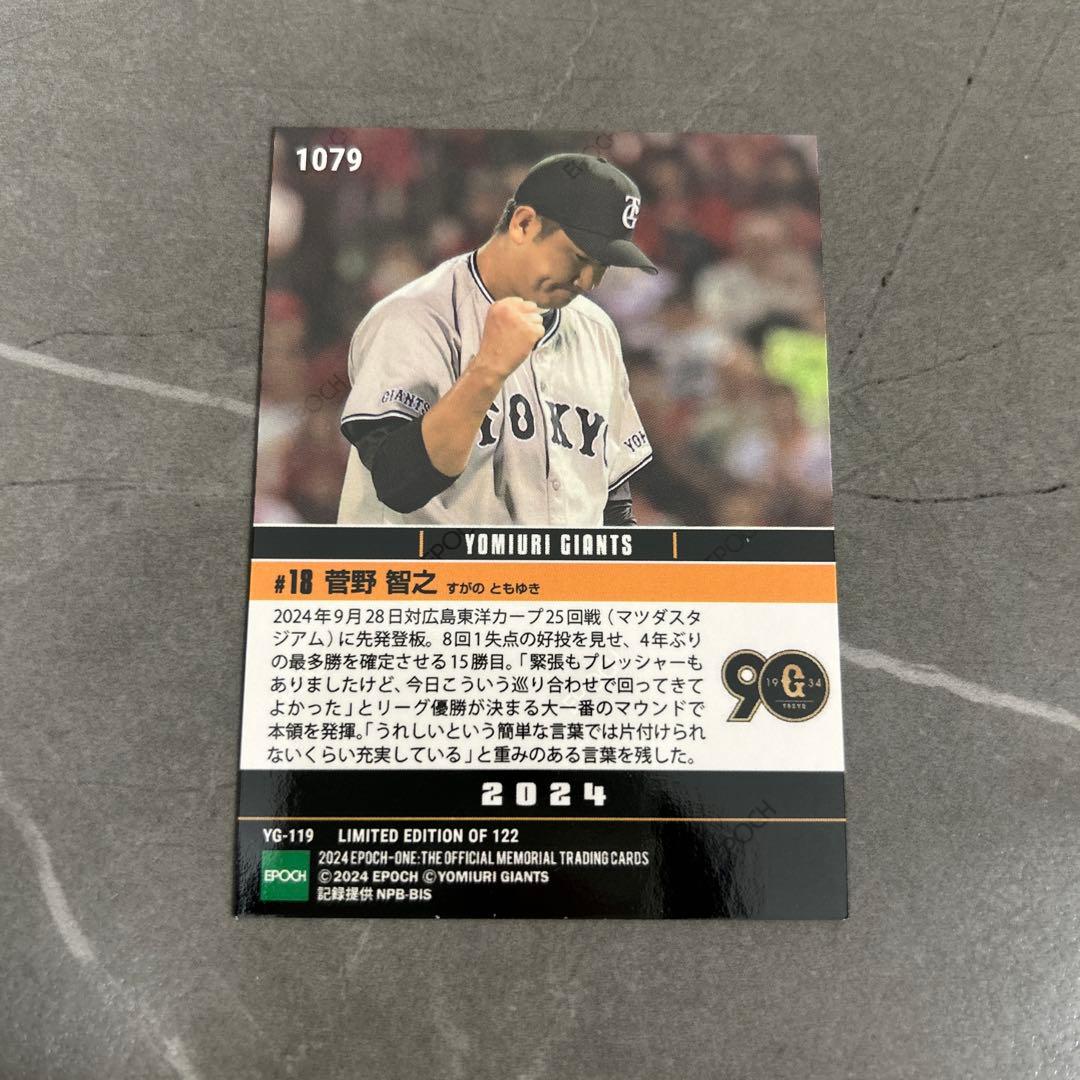 1079
EPOCH
TG
GIANTS
TOKYO
YOMIURI GIANTS
#18 菅野 智之 すがの ともゆき
2024年9月28日対広島東洋カープ25回戦（マツダスタ
ジアム）に先発登板。8回1失点の好投を見せ、4年ぶり
の最多勝を確定させる15勝目。「緊張もプレッシャーも
ありましたけど、今日こういう巡り合わせで回ってきて
よかった」とリーグ優勝が決まる大一番のマウンドで
本領を発揮。「うれしいという簡単な言葉では片付けられ
ないくらい充実している」と重みのある言葉を残した。
90
19 G 34
TOKYO
2024
YG-119 LIMITED EDITION OF 122
EPOCH
2024 EPOCH-ONE:THE OFFICIAL MEMORIAL TRADING CARDS
©2024 EPOCH ©YOMIURI GIANTS
記録提供 NPB-BIS
EPOCH
EPOCH
EPOCH
EPOCH